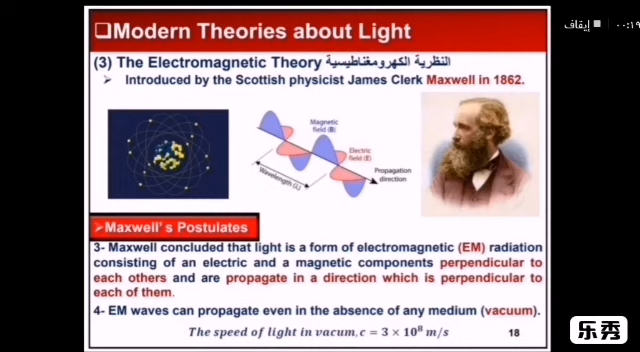 ❑Modern Theories about Light
٠٠:١٩ ■ إيقاف
(3) The Electromagnetic Theory النظرية الكهرومغناطيسية
➢ Introduced by the Scottish physicist James Clerk Maxwell in 1862.
Magnetic
field (B)
Electric
field (E)
Propagation
direction
Wavelength (λ)
➢Maxwell's Postulates
3- Maxwell concluded that light is a form of electromagnetic (EM) radiation
consisting of an electric and a magnetic components perpendicular to
each others and are propagate in a direction which is perpendicular to
each of them.
4- EM waves can propagate even in the absence of any medium (vacuum).
The speed of light in vacum, c = 3 × 10⁸ m/s
18
乐秀